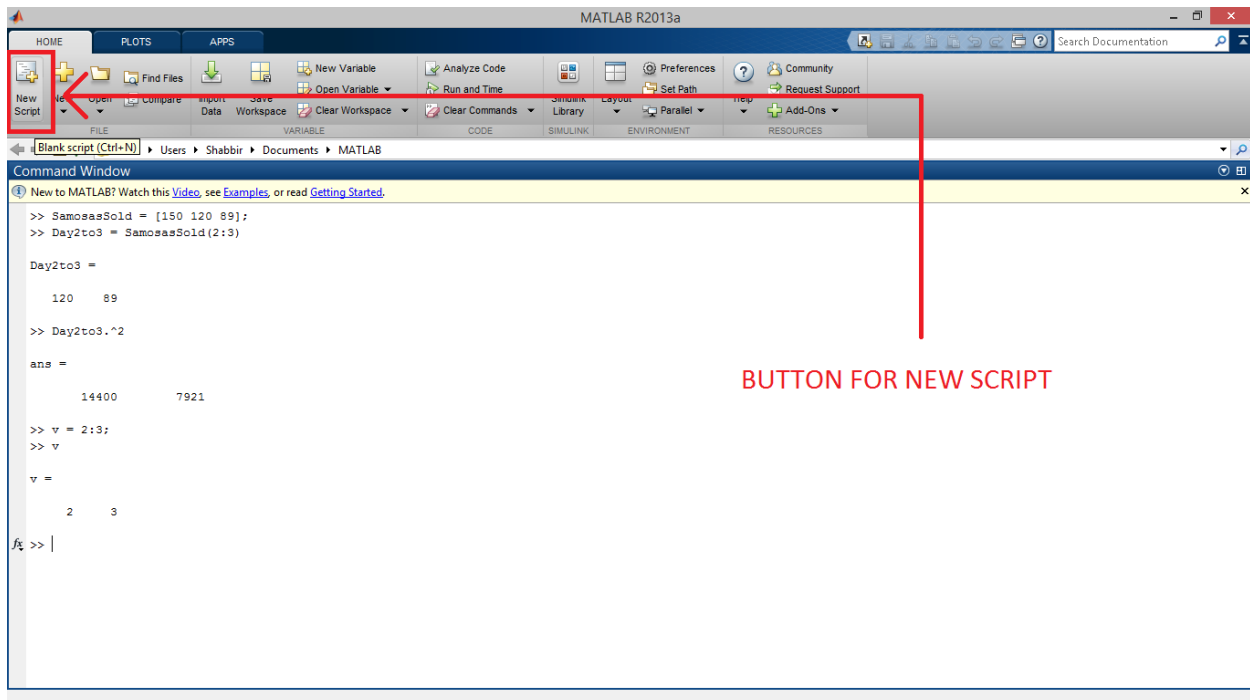 MATLAB R2013a
HOME PLOTS APPS
Search Documentation
New Script
Open
Find Files
Compare
Import Data
Save Workspace
New Variable
Open Variable
Clear Workspace
Analyze Code
Run and Time
Clear Commands
Simulink Library
Layout
Preferences
Set Path
Parallel
Help
Community
Request Support
Add-Ons
FILE VARIABLE CODE SIMULINK ENVIRONMENT RESOURCES
Blank script (Ctrl+N)
Users Shabbir Documents MATLAB
Command Window
New to MATLAB? Watch this Video, see Examples, or read Getting Started.
>> SamosasSold = [150 120 89];
>> Day2to3 = SamosasSold(2:3)
Day2to3 =
120 89
>> Day2to3.^2
ans =
14400 7921
>> v = 2:3;
>> v
v =
2 3
fx >>
BUTTON FOR NEW SCRIPT